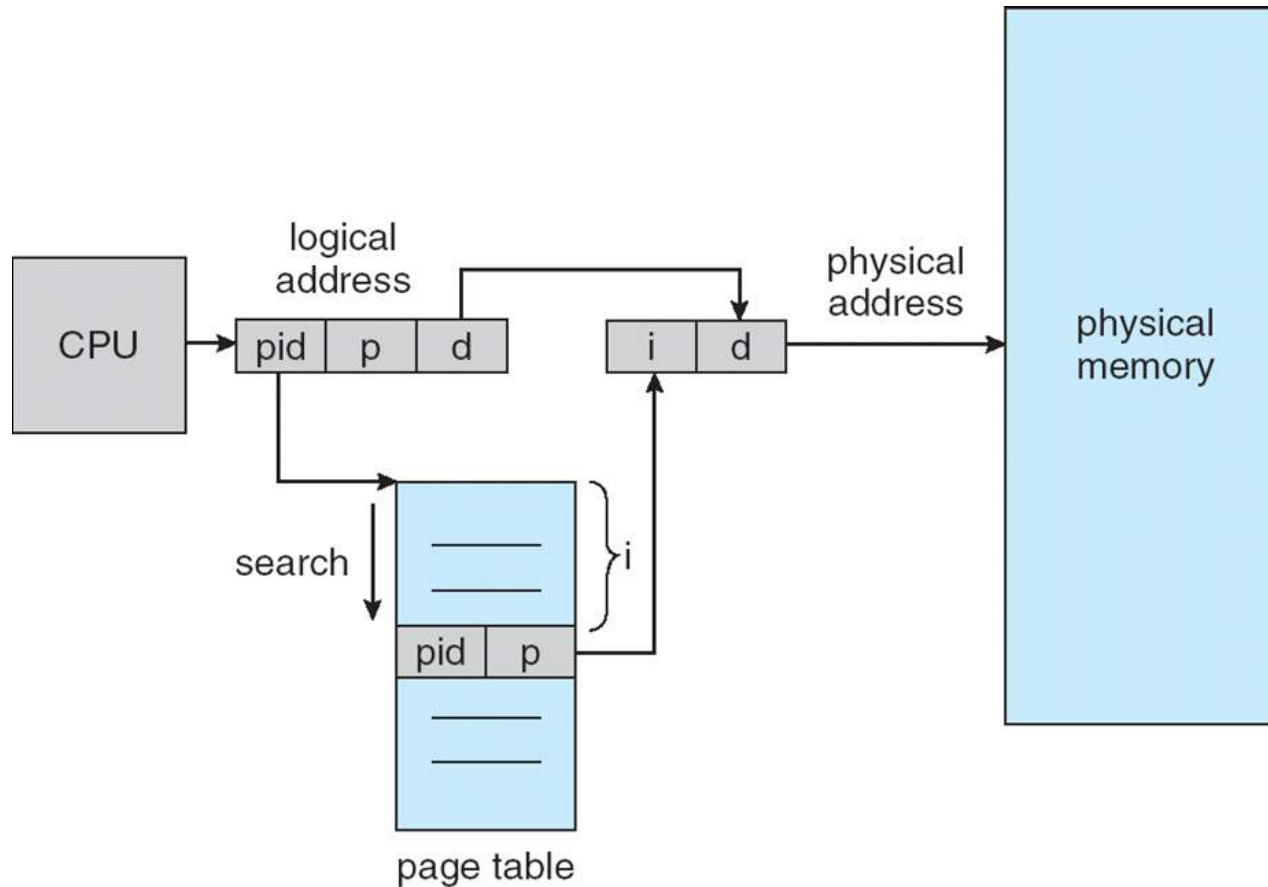 logical
address
physical
address
CPU
pid p d
i d
physical
memory
search
i
pid p
page table